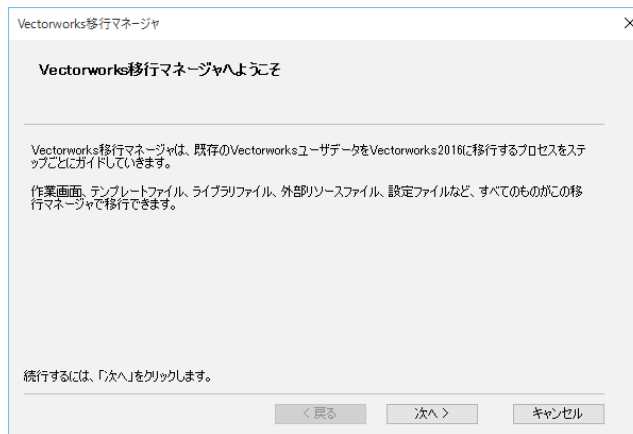 Vectorworks移行マネージャ
Vectorworks移行マネージャへようこそ
Vectorworks移行マネージャは、既存のVectorworksユーザデータをVectorworks2016に移行するプロセスをステ
ップごとにガイドしていきます。
作業画面、テンプレートファイル、ライブラリファイル、外部リソースファイル、設定ファイルなど、すべてのものがこの移
行マネージャで移行できます。
続行するには、「次へ」をクリックします。
< 戻る
次へ >
キャンセル